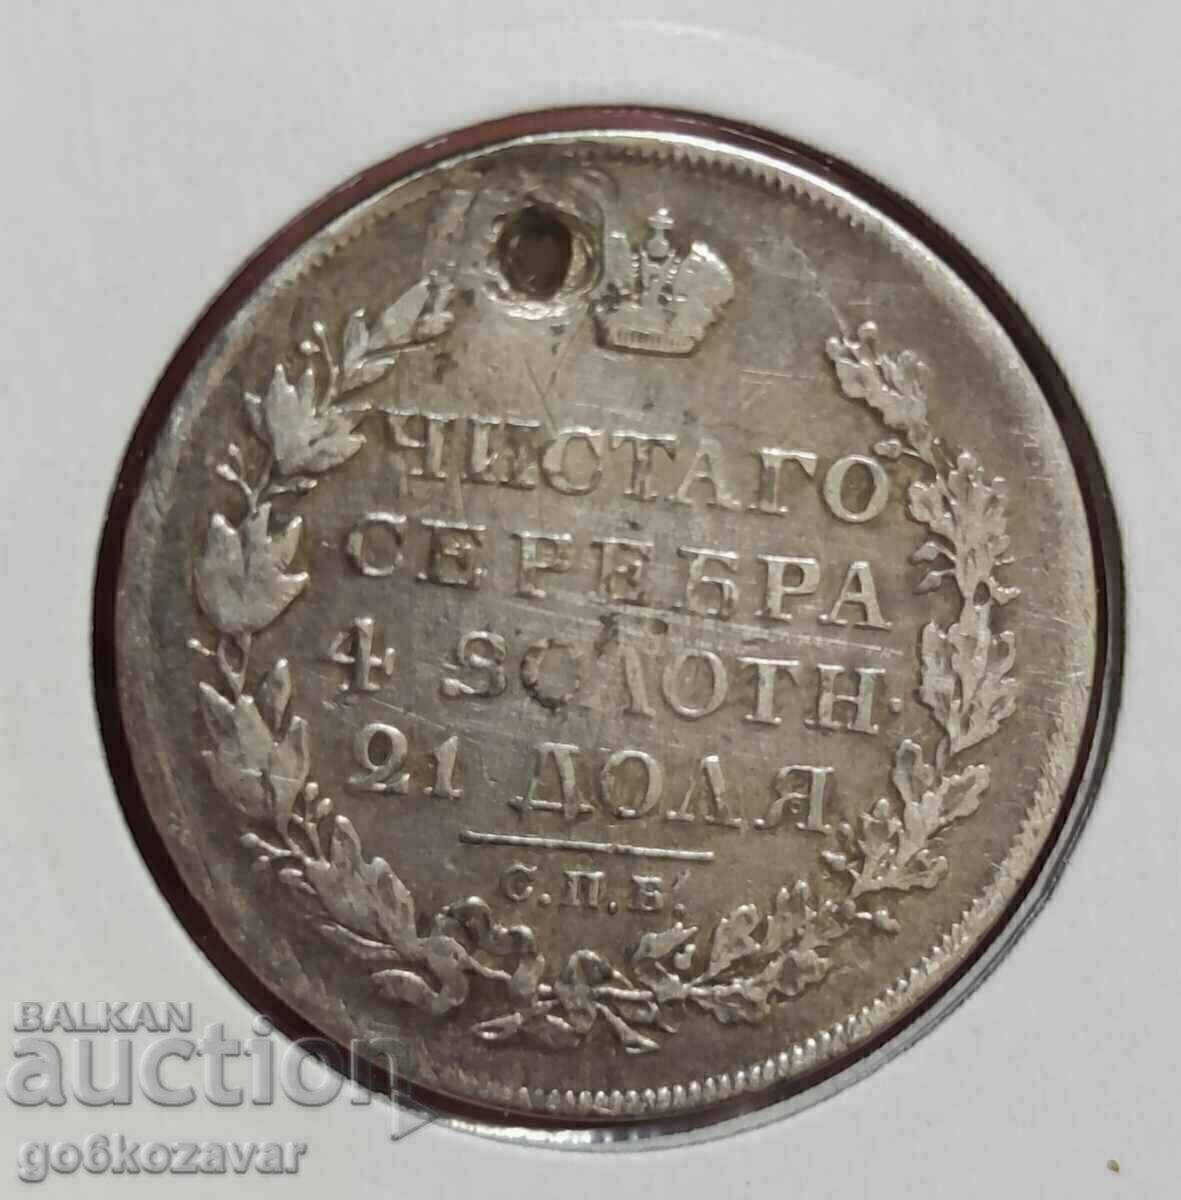 ЧИСТАГО
СЕРЕБРА
4 ЗОЛОТН.
21 ДОЛЯ
С.П.Б.
BALKAN
auction
go6kozavar